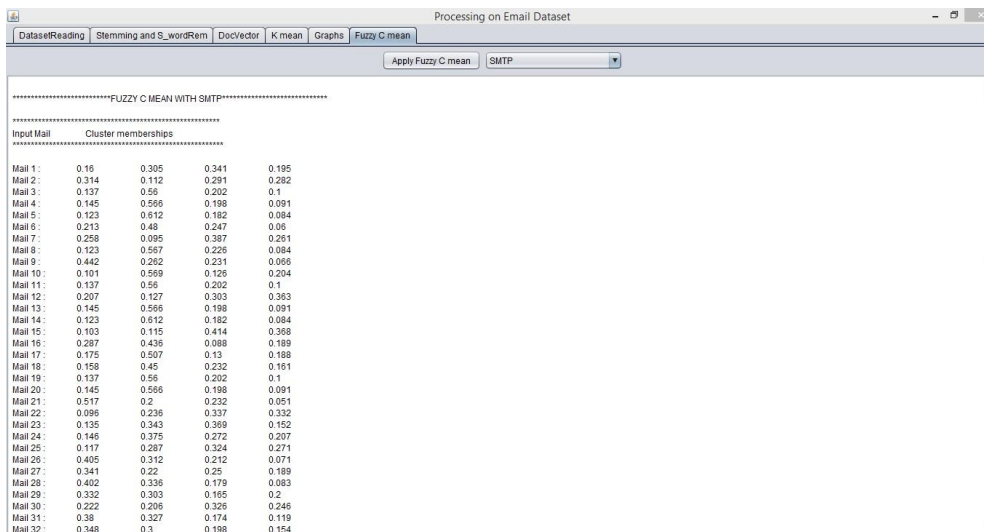 Processing on Email Dataset
DatasetReading Stemming and S_wordRem DocVector K mean Graphs Fuzzy C mean
Apply Fuzzy C mean SMTP
***************************FUZZY C MEAN WITH SMTP*****************************
*********************************************************
Input Mail Cluster memberships
**********************************************************
Mail 1 : 0.16 0.305 0.341 0.195
Mail 2 : 0.314 0.112 0.291 0.282
Mail 3 : 0.137 0.56 0.202 0.1
Mail 4 : 0.145 0.566 0.198 0.091
Mail 5 : 0.123 0.612 0.182 0.084
Mail 6 : 0.213 0.48 0.247 0.06
Mail 7 : 0.258 0.095 0.387 0.261
Mail 8 : 0.123 0.567 0.226 0.084
Mail 9 : 0.442 0.262 0.231 0.066
Mail 10 : 0.101 0.569 0.126 0.204
Mail 11 : 0.137 0.56 0.202 0.1
Mail 12 : 0.207 0.127 0.303 0.363
Mail 13 : 0.145 0.566 0.198 0.091
Mail 14 : 0.123 0.612 0.182 0.084
Mail 15 : 0.103 0.115 0.414 0.368
Mail 16 : 0.287 0.436 0.088 0.189
Mail 17 : 0.175 0.507 0.13 0.188
Mail 18 : 0.158 0.45 0.232 0.161
Mail 19 : 0.137 0.56 0.202 0.1
Mail 20 : 0.145 0.566 0.198 0.091
Mail 21 : 0.517 0.2 0.232 0.051
Mail 22 : 0.096 0.236 0.337 0.332
Mail 23 : 0.135 0.343 0.369 0.152
Mail 24 : 0.146 0.375 0.272 0.207
Mail 25 : 0.117 0.287 0.324 0.271
Mail 26 : 0.405 0.312 0.212 0.071
Mail 27 : 0.341 0.22 0.25 0.189
Mail 28 : 0.402 0.336 0.179 0.083
Mail 29 : 0.332 0.303 0.165 0.2
Mail 30 : 0.222 0.206 0.326 0.246
Mail 31 : 0.38 0.327 0.174 0.119
Mail 32 : 0.348 0.3 0.198 0.154